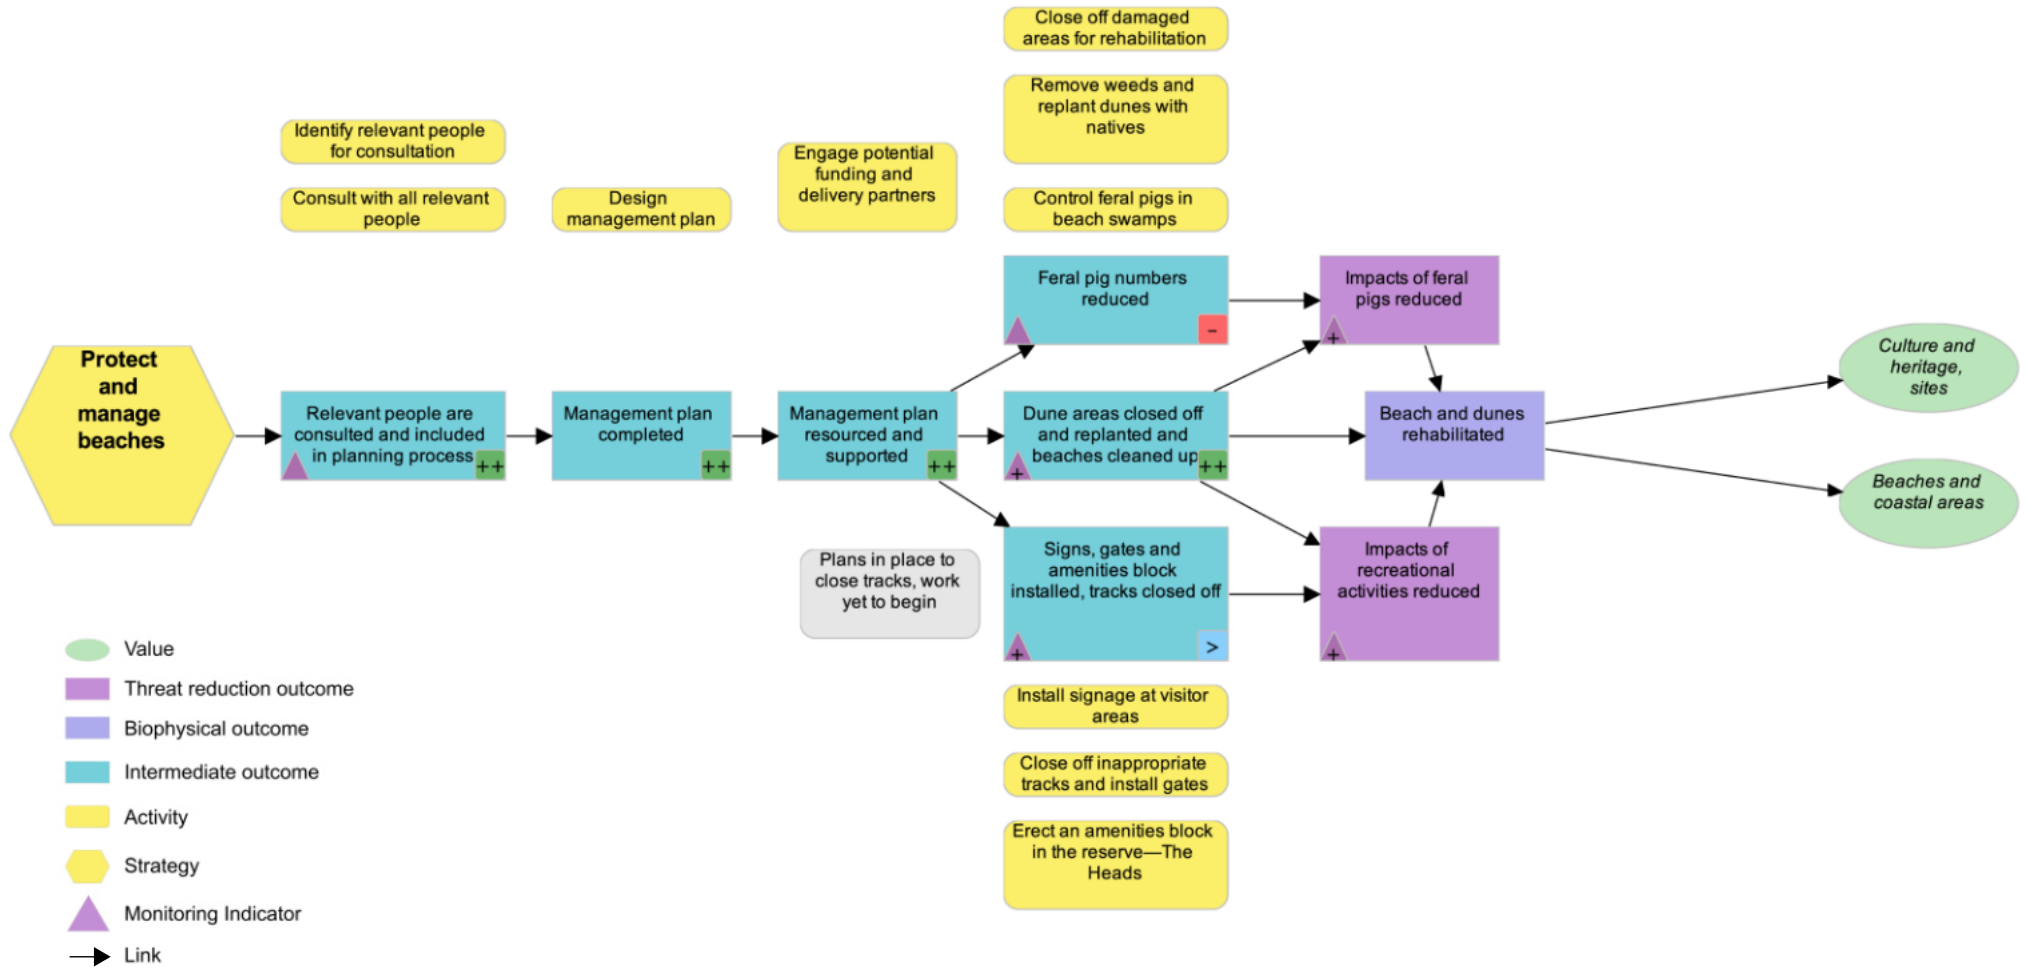 Close off damaged
areas for rehabilitation
Remove weeds and
replant dunes with
natives
Identify relevant people
for consultation
Engage potential
funding and
delivery partners
Consult with all relevant
people
Design
management plan
Control feral pigs in
beach swamps
Feral pig numbers
reduced
-
Impacts of feral
pigs reduced
+
Protect
and
manage
beaches
Relevant people are
consulted and included
in planning process
++
Management plan
completed
++
Management plan
resourced and
supported
++
Dune areas closed off
and replanted and
beaches cleaned up
+
++
Beach and dunes
rehabilitated
Culture and
heritage,
sites
Beaches and
coastal areas
Plans in place to
close tracks, work
yet to begin
Signs, gates and
amenities block
installed, tracks closed off
+
>
Impacts of
recreational
activities reduced
+
Install signage at visitor
areas
Close off inappropriate
tracks and install gates
Erect an amenities block
in the reserve—The
Heads
Value
Threat reduction outcome
Biophysical outcome
Intermediate outcome
Activity
Strategy
Monitoring Indicator
Link